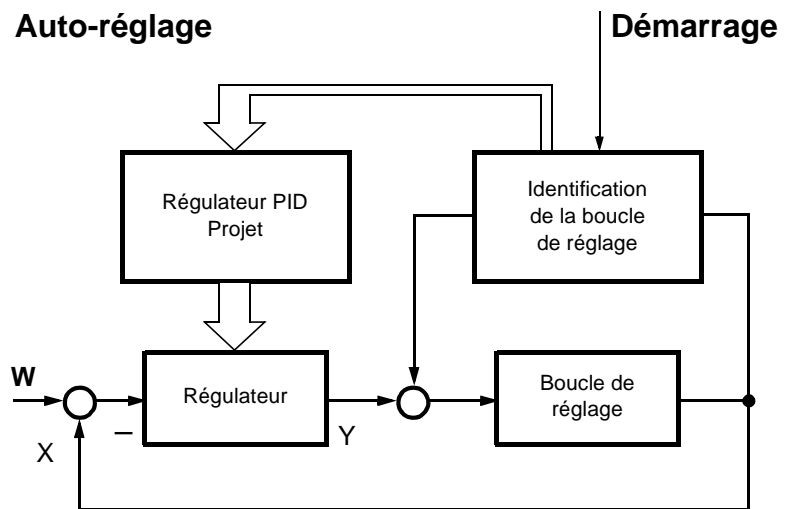 Auto-réglage
Démarrage
Régulateur PID
Projet
Identification
de la boucle
de réglage
W
Régulateur
Boucle de
réglage
X
–
Y